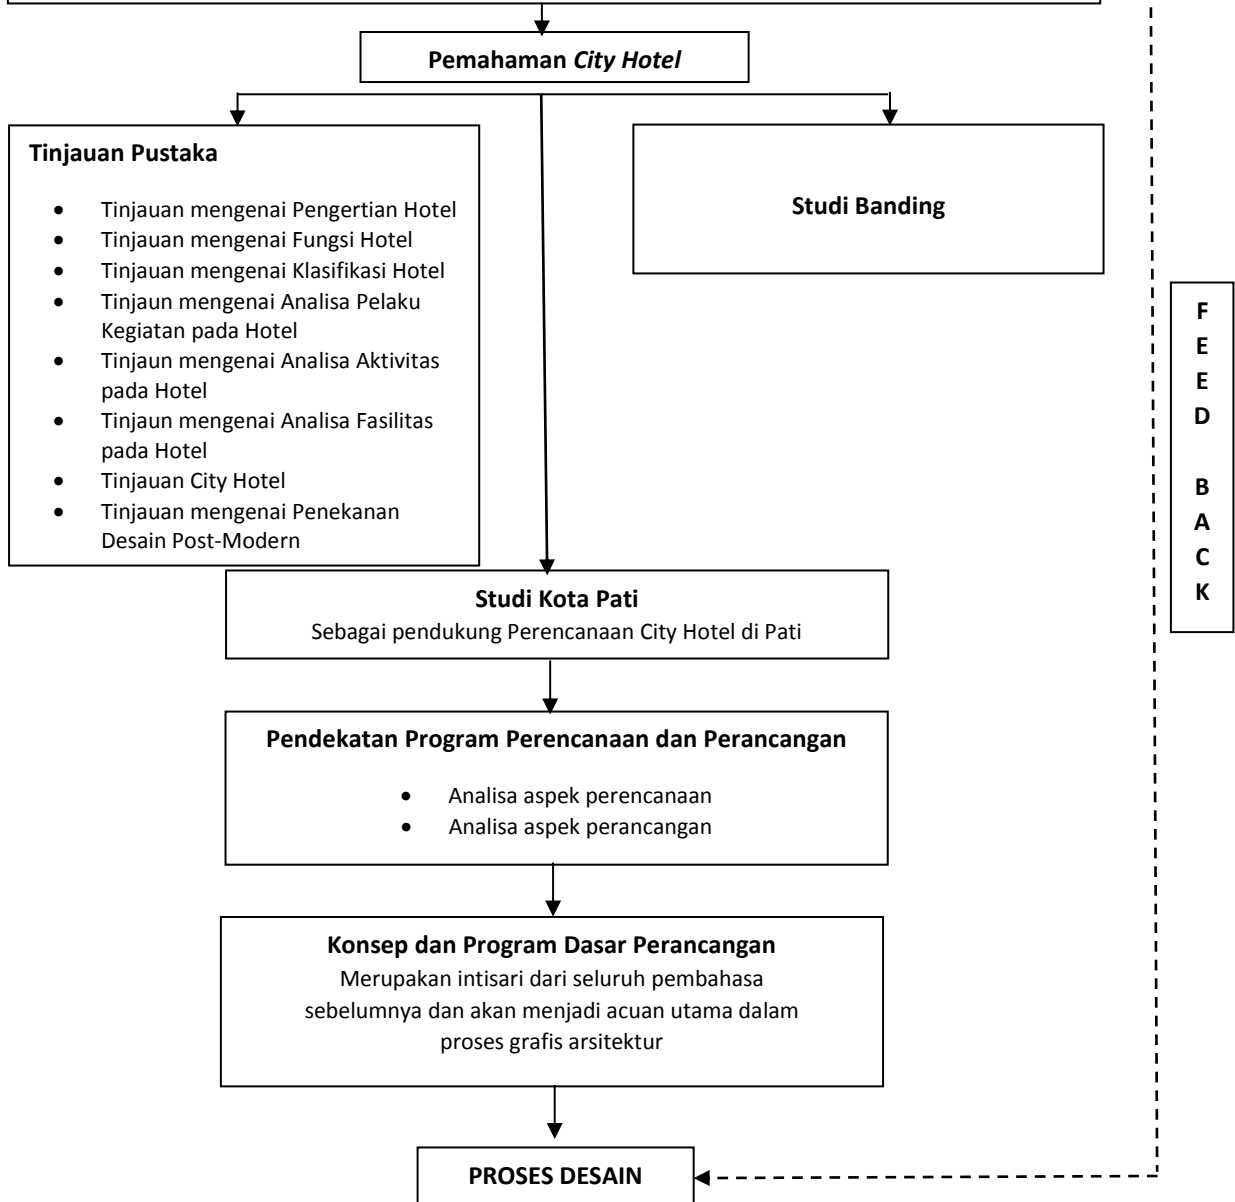 Pemahaman City Hotel
Tinjauan Pustaka
• Tinjauan mengenai Pengertian Hotel
• Tinjauan mengenai Fungsi Hotel
• Tinjauan mengenai Klasifikasi Hotel
• Tinjaun mengenai Analisa Pelaku
Kegiatan pada Hotel
• Tinjaun mengenai Analisa Aktivitas
pada Hotel
• Tinjaun mengenai Analisa Fasilitas
pada Hotel
• Tinjauan City Hotel
• Tinjauan mengenai Penekanan
Desain Post-Modern
Studi Banding
F
E
E
D
B
A
C
K
Studi Kota Pati
Sebagai pendukung Perencanaan City Hotel di Pati
Pendekatan Program Perencanaan dan Perancangan
• Analisa aspek perencanaan
• Analisa aspek perancangan
Konsep dan Program Dasar Perancangan
Merupakan intisari dari seluruh pembahasa
sebelumnya dan akan menjadi acuan utama dalam
proses grafis arsitektur
PROSES DESAIN